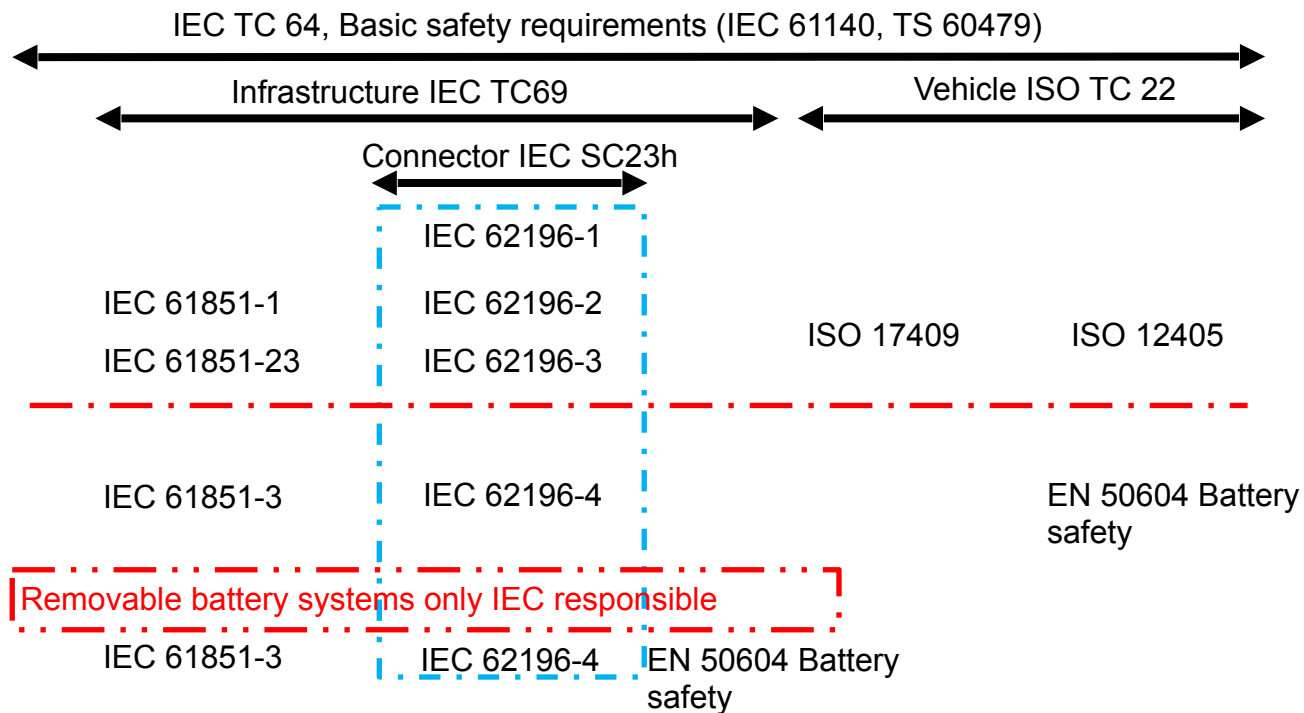 IEC TC 64, Basic safety requirements (IEC 61140, TS 60479)
Infrastructure IEC TC69
Vehicle ISO TC 22
Connector IEC SC23h
IEC 62196-1
IEC 61851-1
IEC 62196-2
ISO 17409
ISO 12405
IEC 61851-23
IEC 62196-3
IEC 61851-3
IEC 62196-4
EN 50604 Battery
safety
Removable battery systems only IEC responsible
IEC 61851-3
IEC 62196-4
EN 50604 Battery
safety